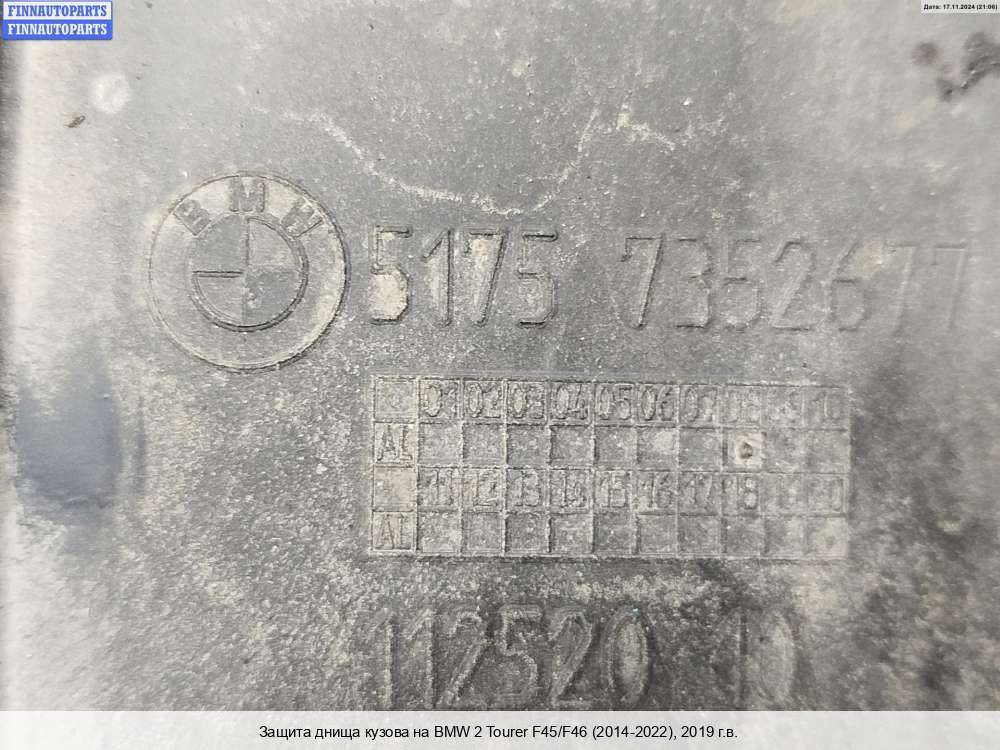 FINNAUTOPARTS
FINNAUTOPARTS
Дата: 17.11.2024 (21:06)
BMW
5175 7352677
01 02 03 04 05 06 07 08 09 10
AI
11 12 13 14 15 16 17 18 19 20
AI
112520 10
Защита днища кузова на BMW 2 Tourer F45/F46 (2014-2022), 2019 г.в.